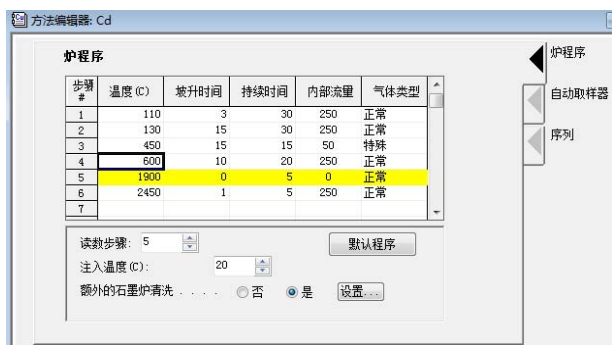 方法编辑器: Cd
炉程序
步骤 # 温度(C) 坡升时间 持续时间 内部流量 气体类型
1 110 3 30 250 正常
2 130 15 30 250 正常
3 450 15 15 50 特殊
4 600 10 20 250 正常
5 1900 0 5 0 正常
6 2450 1 5 250 正常
7
读数步骤: 5
默认程序
注入温度(C): 20
额外的石墨炉清洗 . . . . 否 是 设置...
炉程序
自动取样器
序列